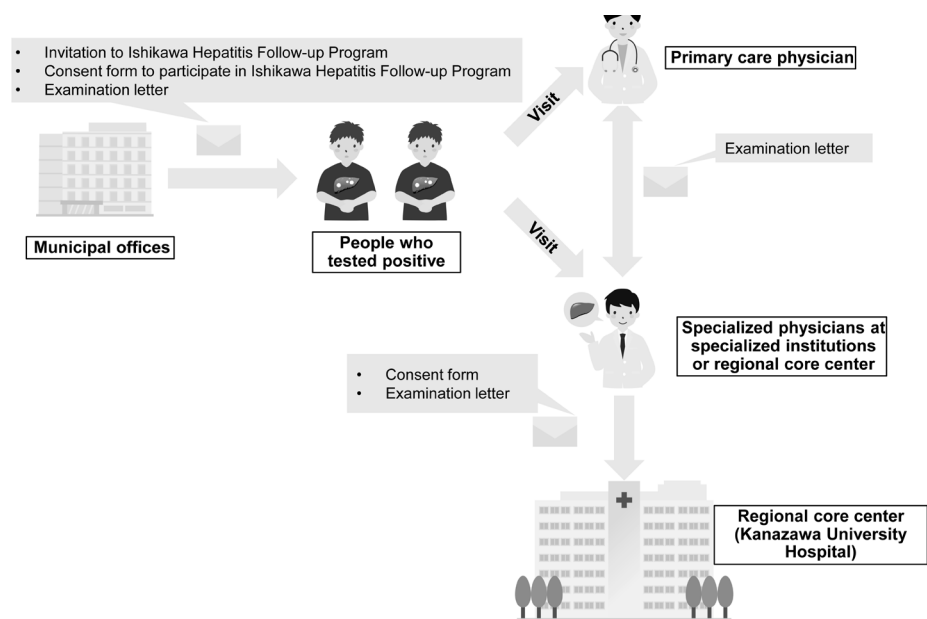 • Invitation to Ishikawa Hepatitis Follow-up Program
• Consent form to participate in Ishikawa Hepatitis Follow-up Program
• Examination letter
Visit
Primary care physician
Examination letter
Municipal offices
People who
tested positive
Visit
Specialized physicians at
specialized institutions
or regional core center
• Consent form
• Examination letter
Regional core center
(Kanazawa University
Hospital)